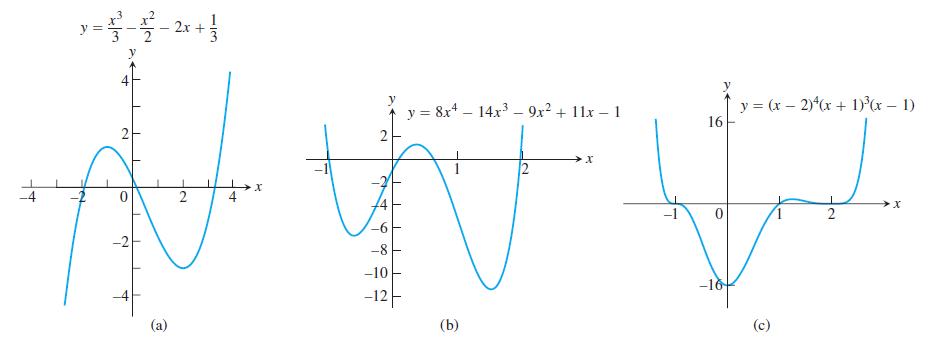 y = x³/3 − x²/2 − 2x + 1/3
y
4
2
−4 −2 0 2 4 x
−2
−4
(a)
y
y = 8x⁴ − 14x³ − 9x² + 11x − 1
2
−1 1 2 x
−2
−4
−6
−8
−10
−12
(b)
y
y = (x − 2)⁴(x + 1)³(x − 1)
16
−1 0 1 2 x
−16
(c)